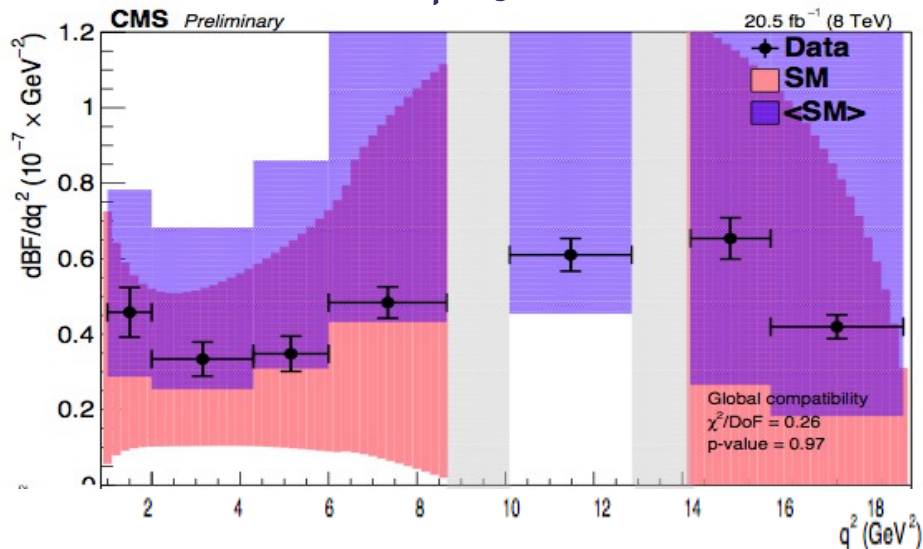 CMS Preliminary 20.5 fb⁻¹ (8 TeV)
dBF/dq² (10⁻⁷ × GeV⁻²)
1.2
1
0.8
0.6
0.4
0.2
0
Data
SM
<SM>
Global compatibility
χ²/DoF = 0.26
p-value = 0.97
2 4 6 8 10 12 14 16 18
q² (GeV²)